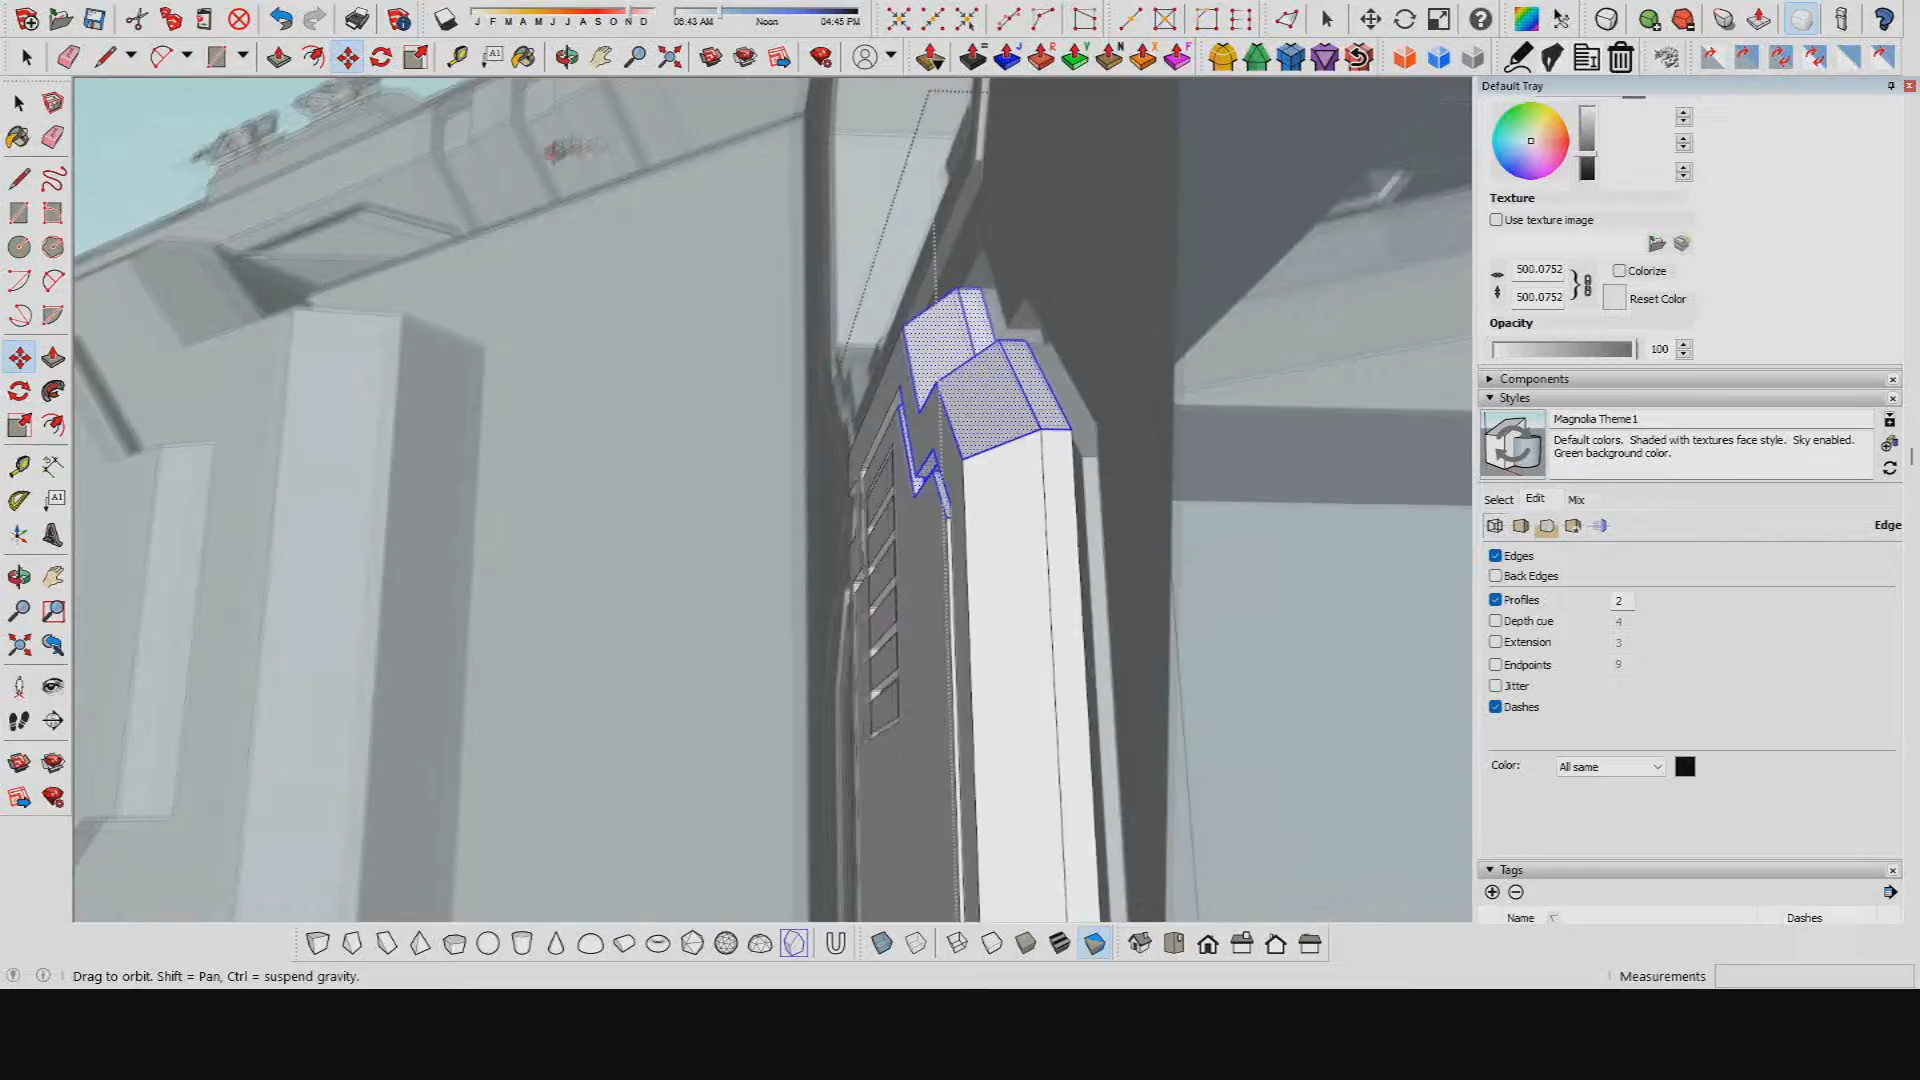 J F M A M J J A S O N D
06:43 AM Noon 04:45 PM
Default Tray
Texture
Use texture image
500.0752
Colorize
500.0752
Reset Color
Opacity
100
Components
Styles
Magnolia Theme1
Default colors. Shaded with textures face style. Sky enabled.
Green background color.
Select Edit Mix
Edge
Edges
Back Edges
Profiles 2
Depth cue 4
Extension 3
Endpoints 9
Jitter
Dashes
Color: All same
Tags
Name Dashes
Drag to orbit. Shift = Pan, Ctrl = suspend gravity.
Measurements